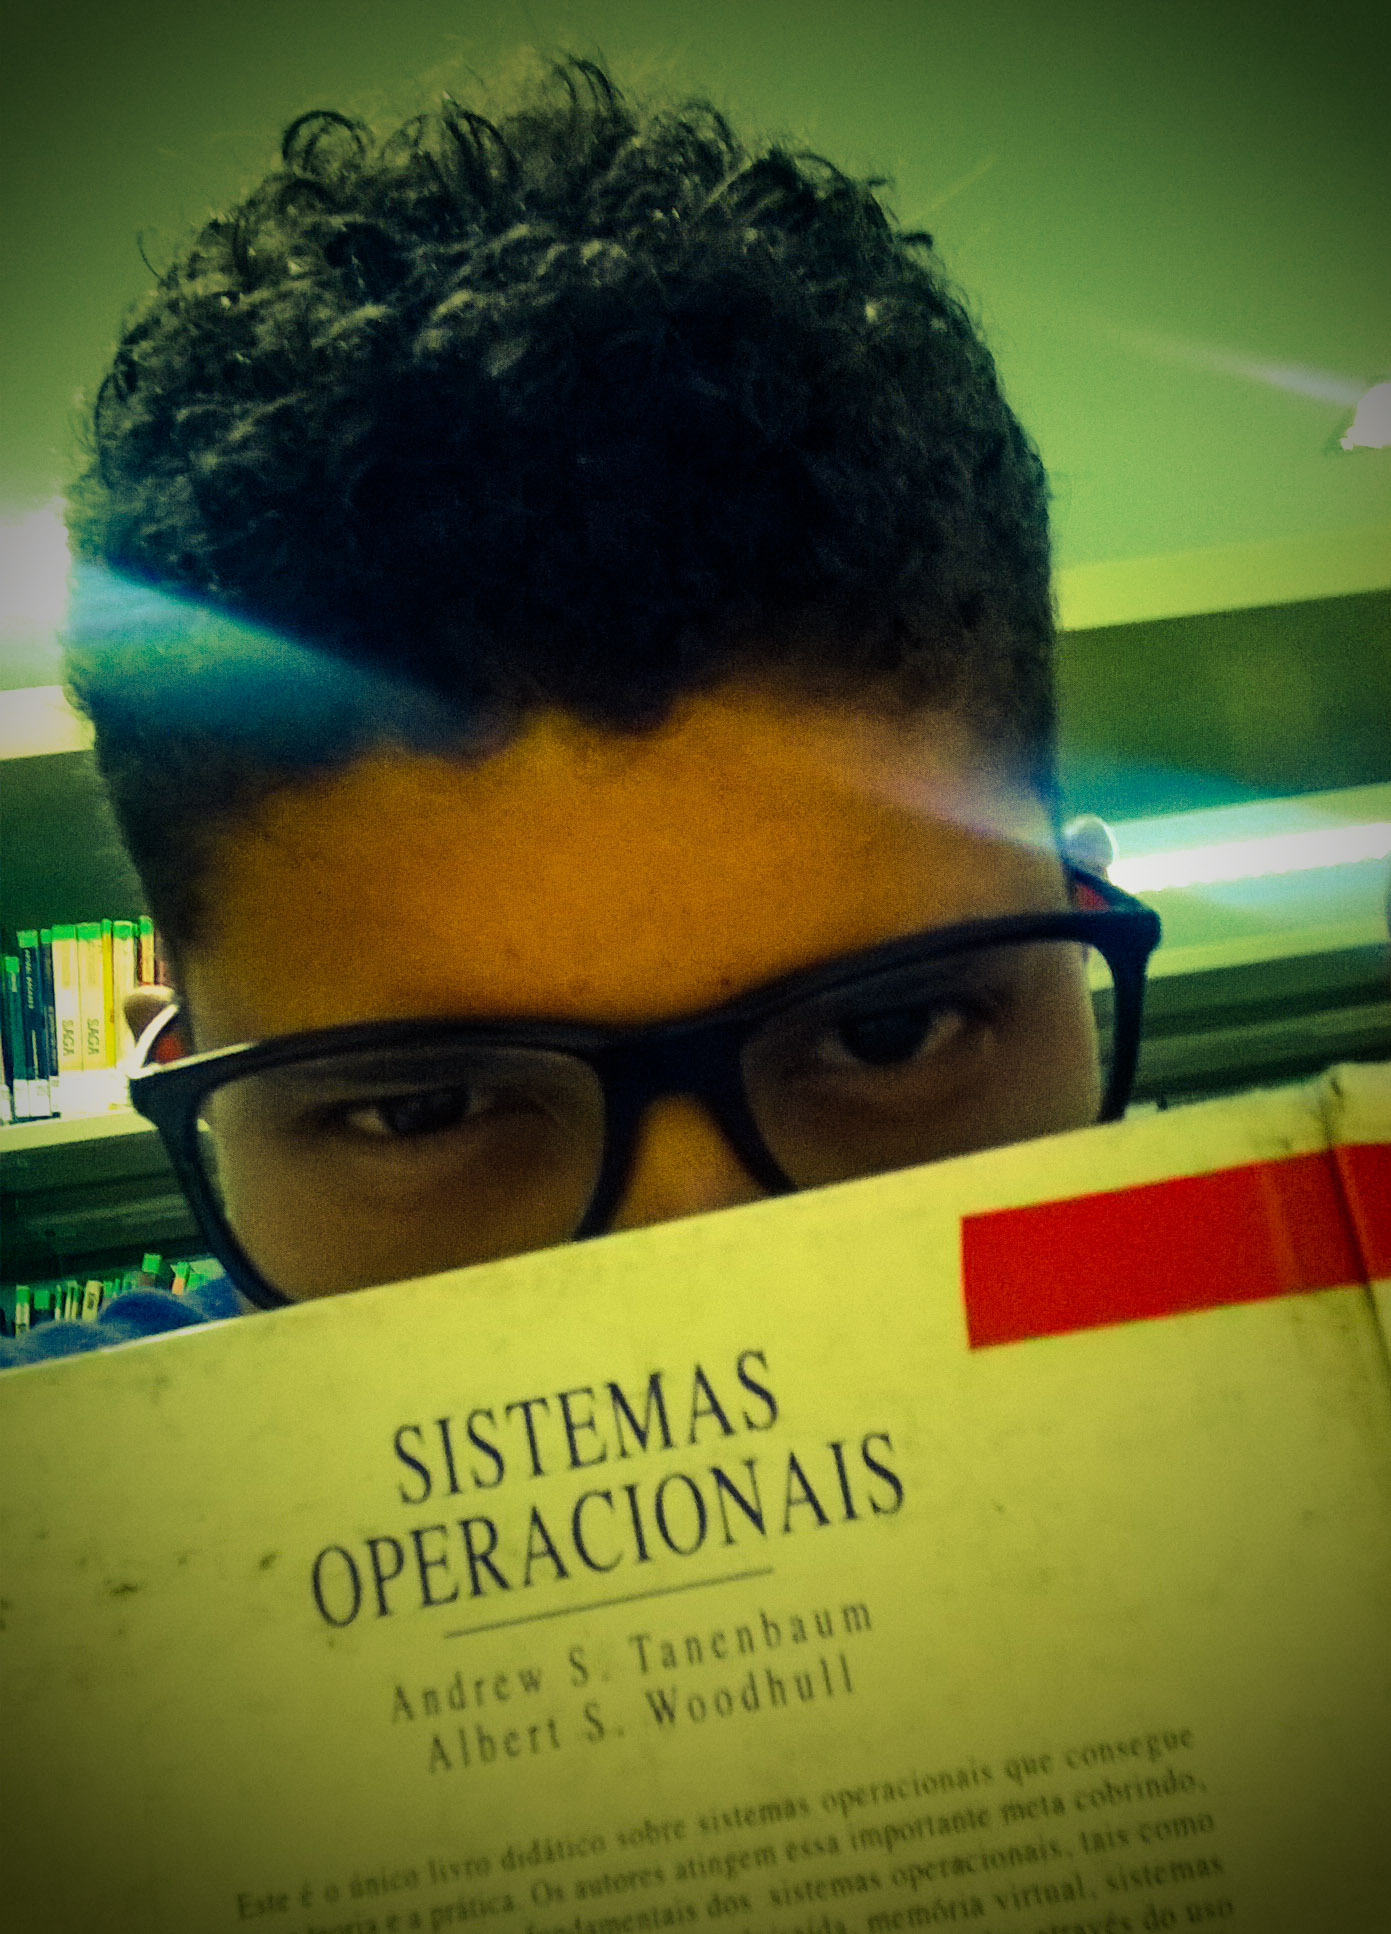 SAGA
SAGA
SISTEMAS
OPERACIONAIS
Andrew S. Tanenbaum
Albert S. Woodhull
Este é o único livro didático sobre sistemas operacionais que consegue
e a prática. Os autores atingem essa importante meta cobrindo,
fundamentais dos sistemas operacionais, tais como
memória virtual, sistemas
através do uso